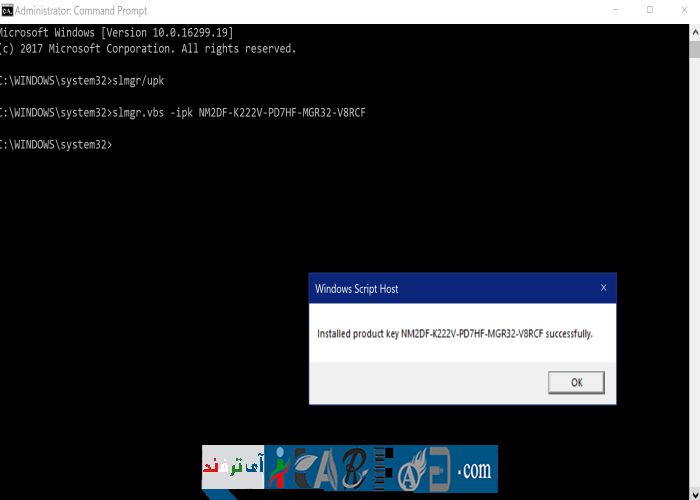 Administrator: Command Prompt
Microsoft Windows [Version 10.0.16299.19]
(c) 2017 Microsoft Corporation. All rights reserved.
C:\WINDOWS\system32>slmgr/upk
C:\WINDOWS\system32>slmgr.vbs -ipk NM2DF-K222V-PD7HF-MGR32-V8RCF
C:\WINDOWS\system32>
Windows Script Host
Installed product key NM2DF-K222V-PD7HF-MGR32-V8RCF successfully.
OK
آی ترفند
.com